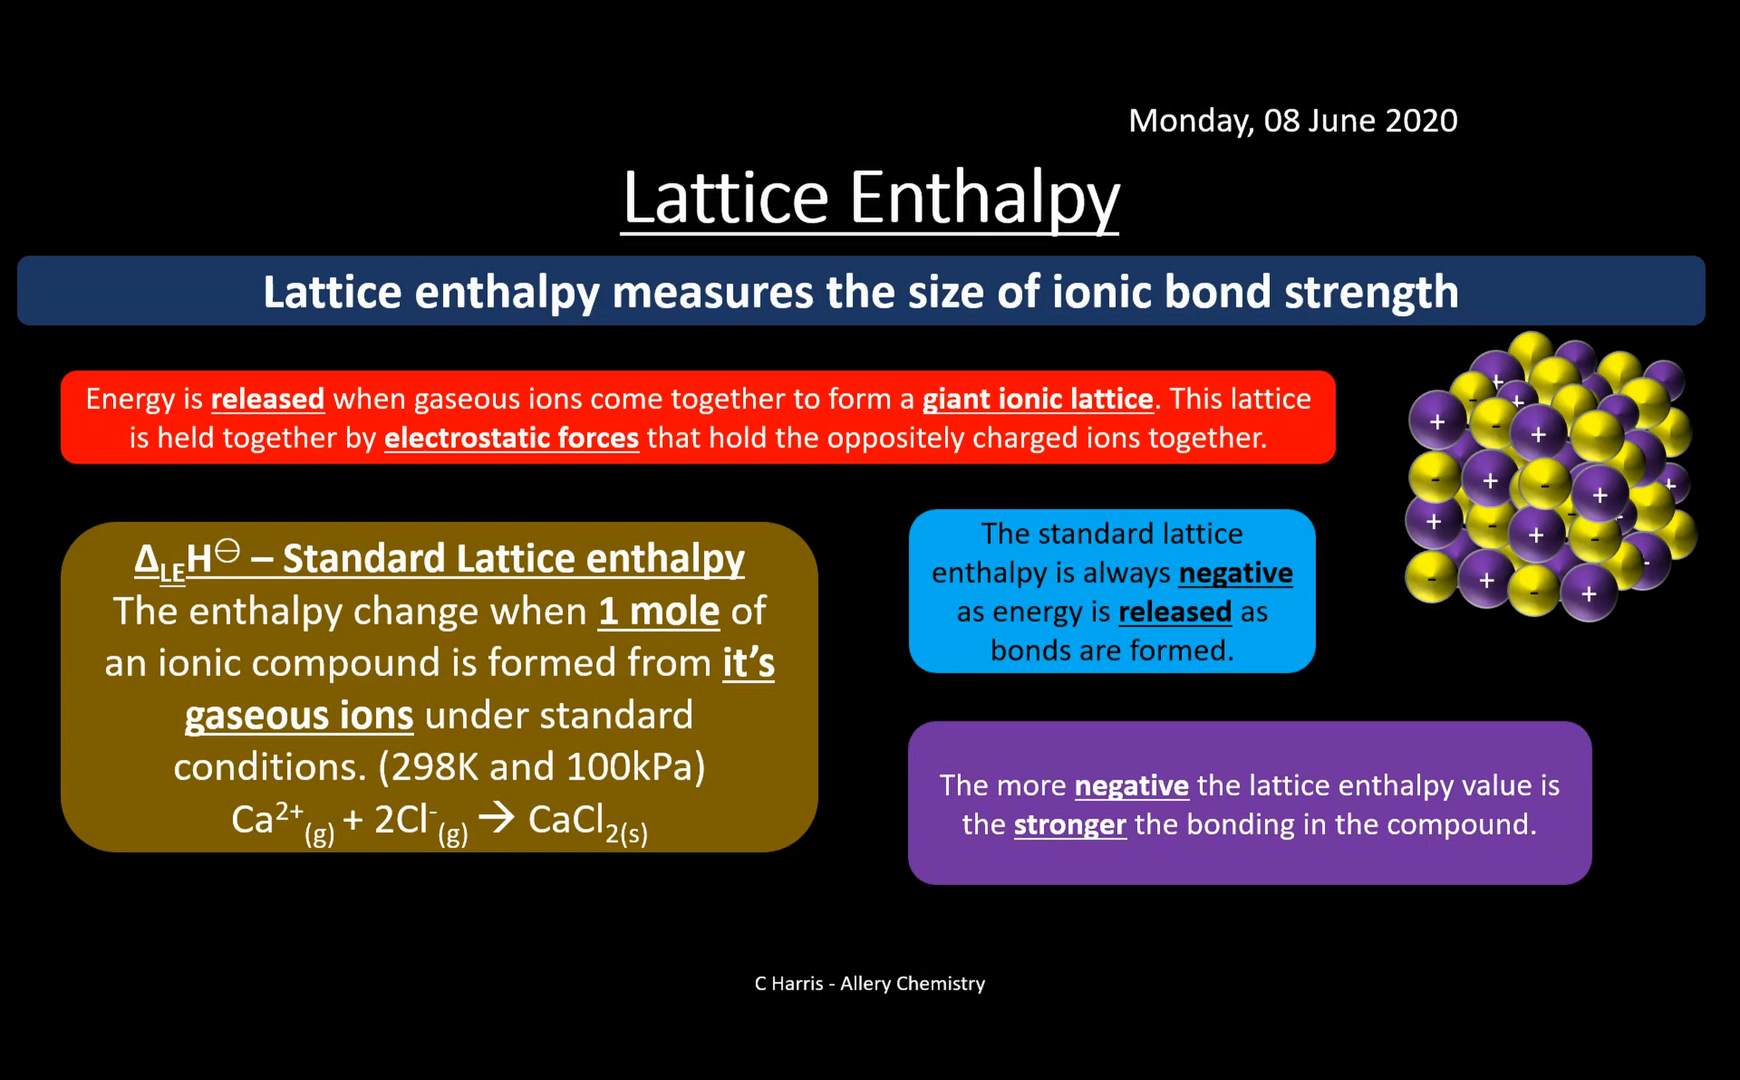 Monday, 08 June 2020
Lattice Enthalpy
Lattice enthalpy measures the size of ionic bond strength
Energy is released when gaseous ions come together to form a giant ionic lattice. This lattice
is held together by electrostatic forces that hold the oppositely charged ions together.
Δ_LEH⊖ – Standard Lattice enthalpy
The enthalpy change when 1 mole of
an ionic compound is formed from it’s
gaseous ions under standard
conditions. (298K and 100kPa)
Ca²⁺(g) + 2Cl⁻(g) → CaCl₂(s)
The standard lattice
enthalpy is always negative
as energy is released as
bonds are formed.
The more negative the lattice enthalpy value is
the stronger the bonding in the compound.
C Harris - Allery Chemistry